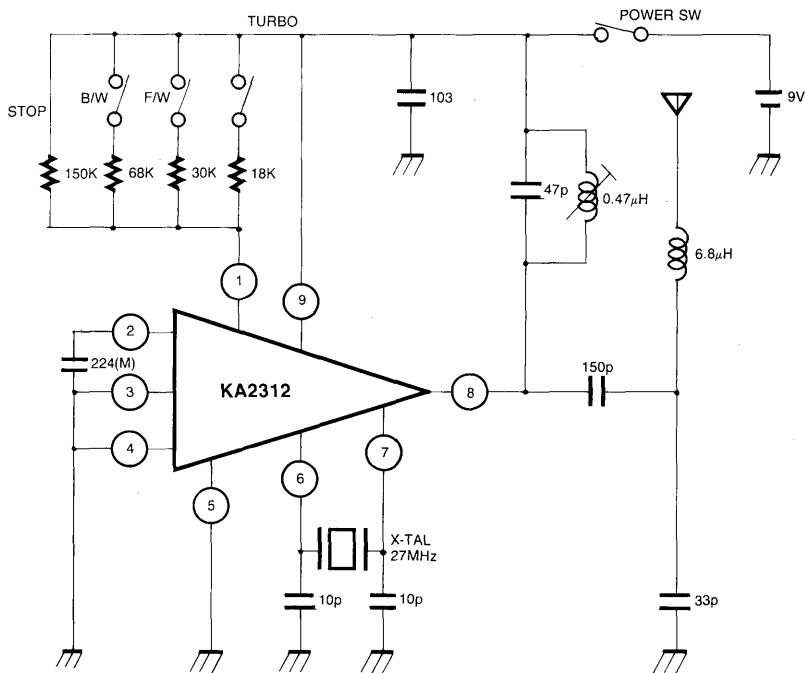 TURBO
POWER SW
B/W
F/W
STOP
103
9V
150K
68K
30K
18K
47p
0.47µH
6.8µH
1
9
2
224(M)
3
KA2312
8
150p
4
7
6
5
X-TAL
27MHz
10p
10p
33p